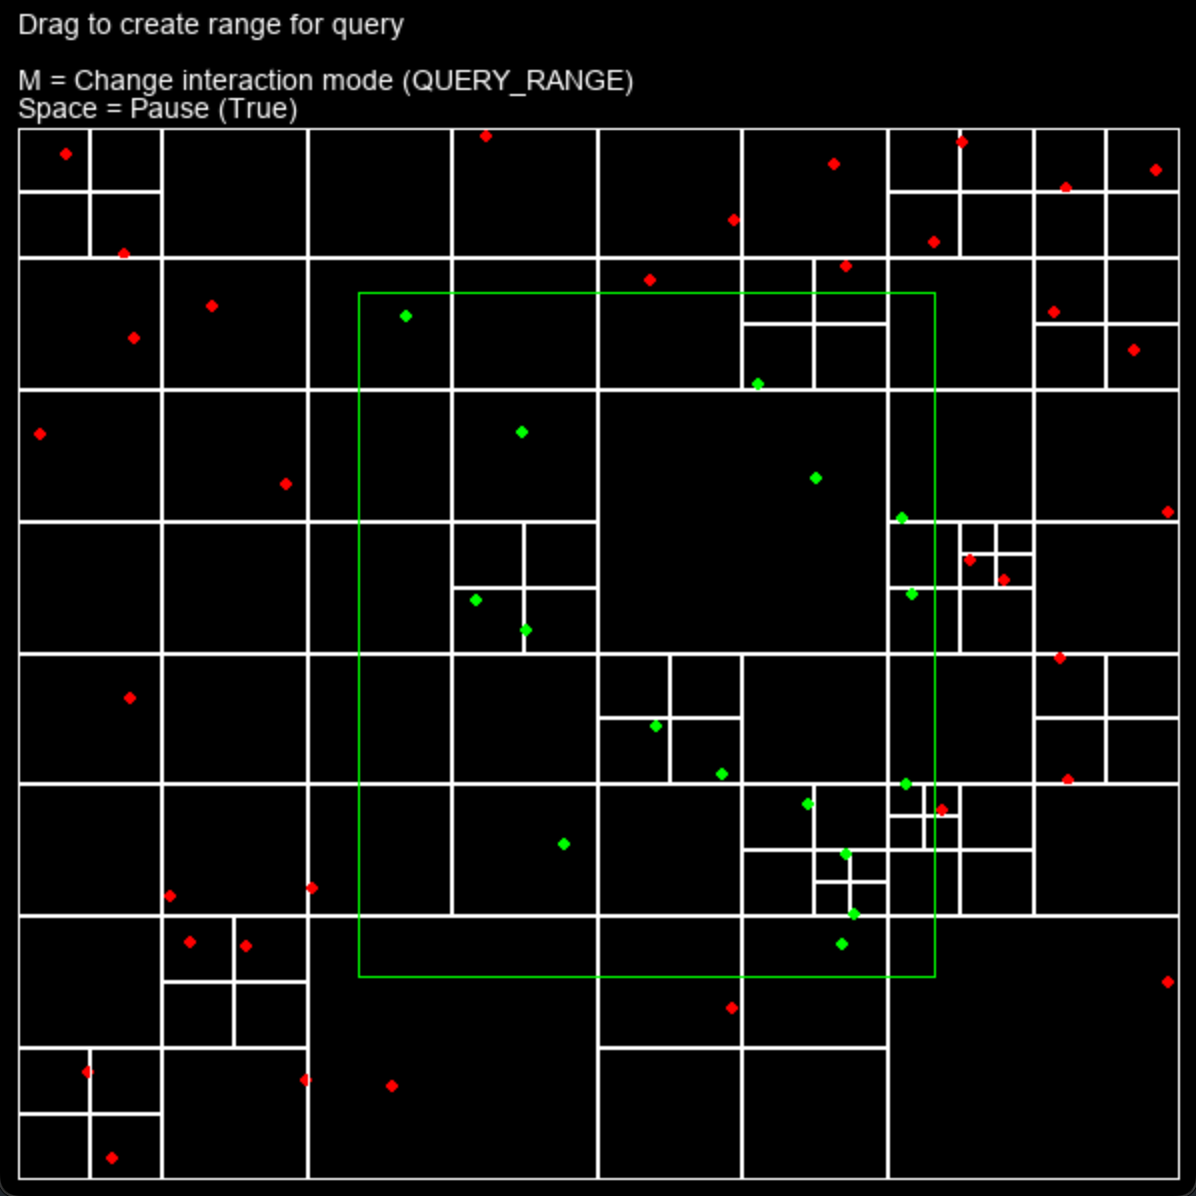 Drag to create range for query
M = Change interaction mode (QUERY_RANGE)
Space = Pause (True)